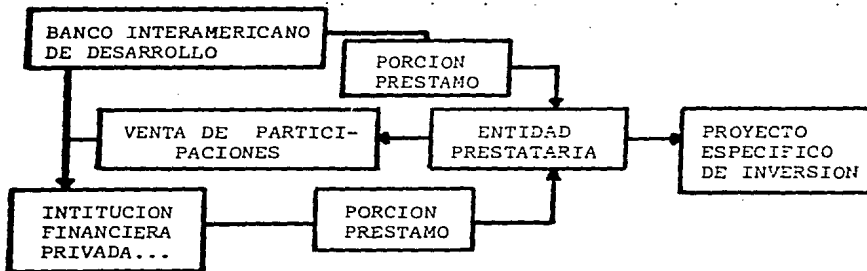 BANCO INTERAMERICANO
DE DESARROLLO
PORCION
PRESTAMO
VENTA DE PARTICI-
PACIONES
ENTIDAD
PRESTATARIA
PROYECTO
ESPECIFICO
DE INVERSION
INTITUCION
FINANCIERA
PRIVADA...
PORCION
PRESTAMO